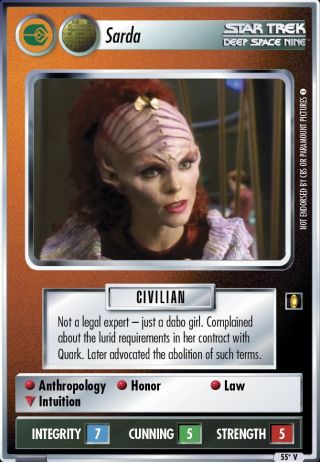 Sarda
STAR TREK
DEEP SPACE NINE
NOT ENDORSED BY CBS OR PARAMOUNT PICTURES
CIVILIAN
Not a legal expert – just a dabo girl. Complained
about the lurid requirements in her contract with
Quark. Later advocated the abolition of such terms.
Anthropology Honor Law
Intuition
INTEGRITY 7 CUNNING 5 STRENGTH 5
55* V